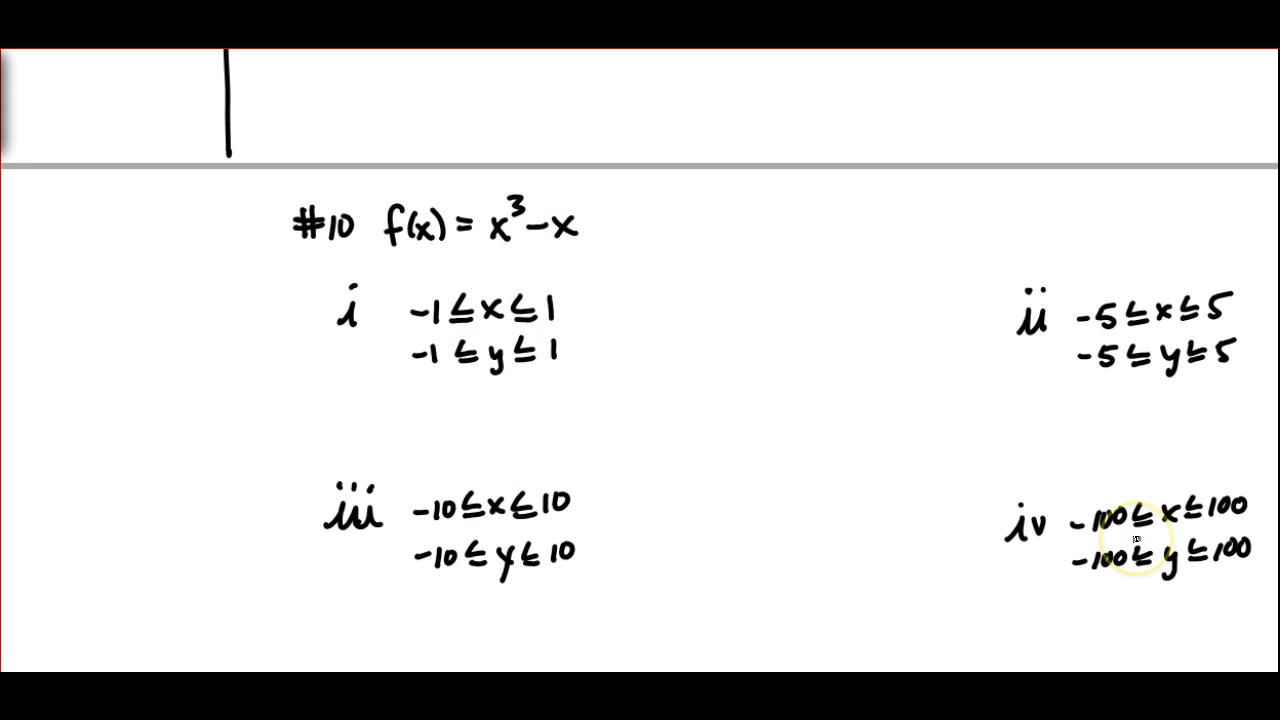 #10 f(x) = x³-x
i -1 ≤ x ≤ 1
-1 ≤ y ≤ 1
ii -5 ≤ x ≤ 5
-5 ≤ y ≤ 5
iii -10 ≤ x ≤ 10
-10 ≤ y ≤ 10
iv -100 ≤ x ≤ 100
-100 ≤ y ≤ 100